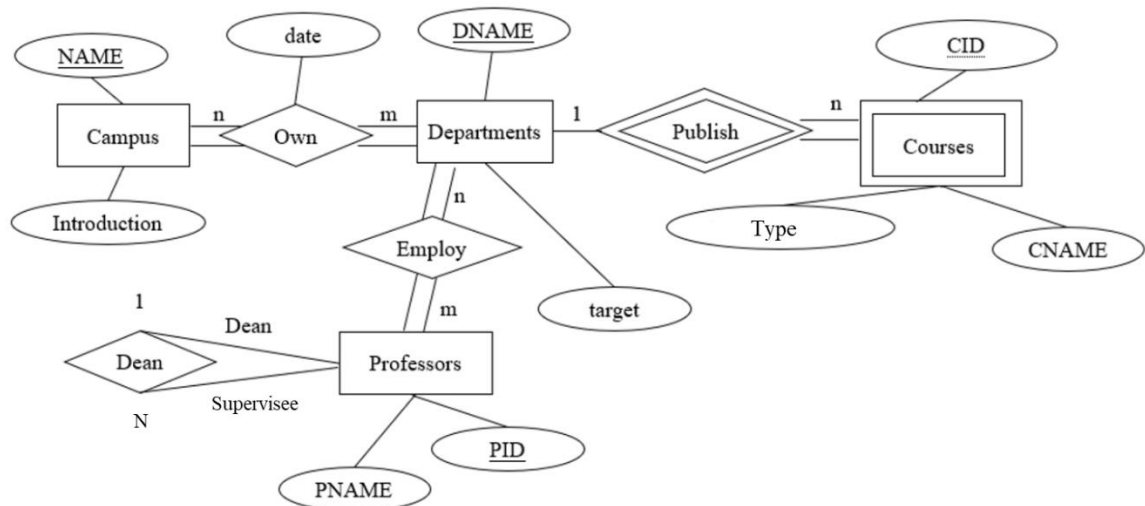 date
DNAME
CID
NAME
n
m
1
n
Campus
Own
Departments
Publish
Courses
n
Introduction
Type
Employ
CNAME
1
m
target
Dean
Dean
Professors
Supervisee
N
PID
PNAME